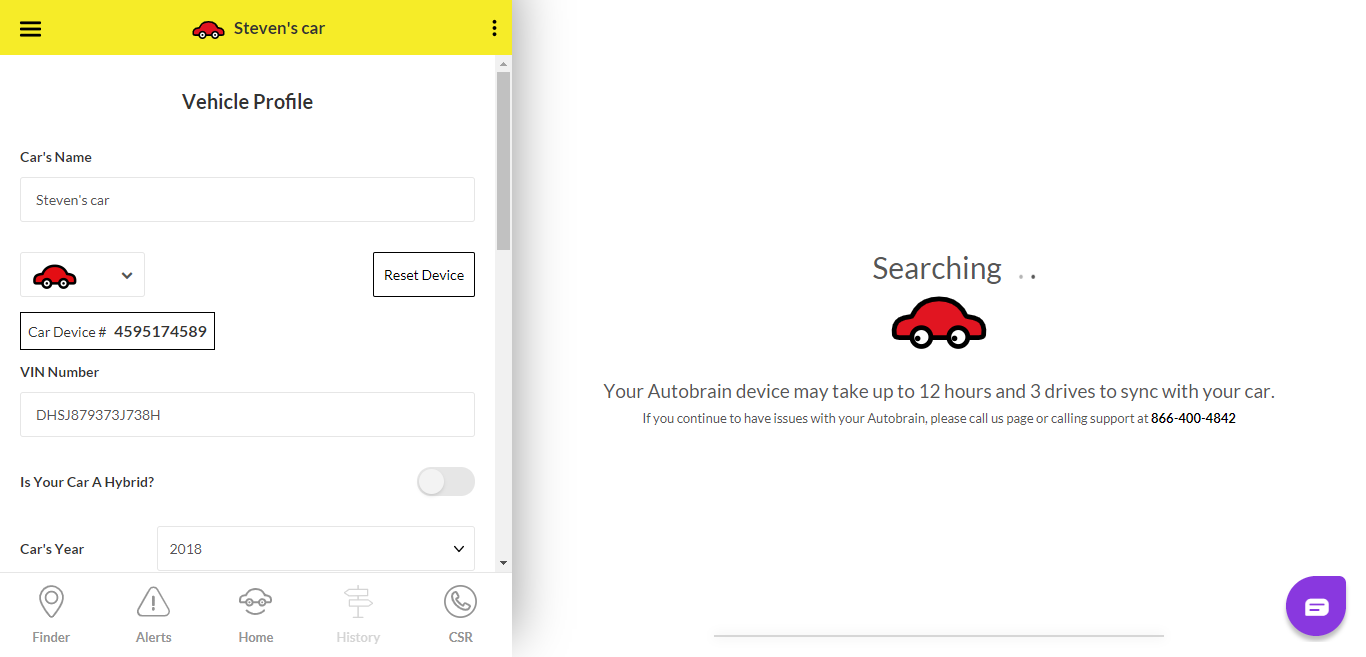 Steven's car
Vehicle Profile
Car's Name
Steven's car
Reset Device
Car Device # 4595174589
VIN Number
DHSJ879373J738H
Is Your Car A Hybrid?
Car's Year
2018
Finder
Alerts
Home
History
CSR
Searching . .
Your Autobrain device may take up to 12 hours and 3 drives to sync with your car.
If you continue to have issues with your Autobrain, please call us page or calling support at 866-400-4842